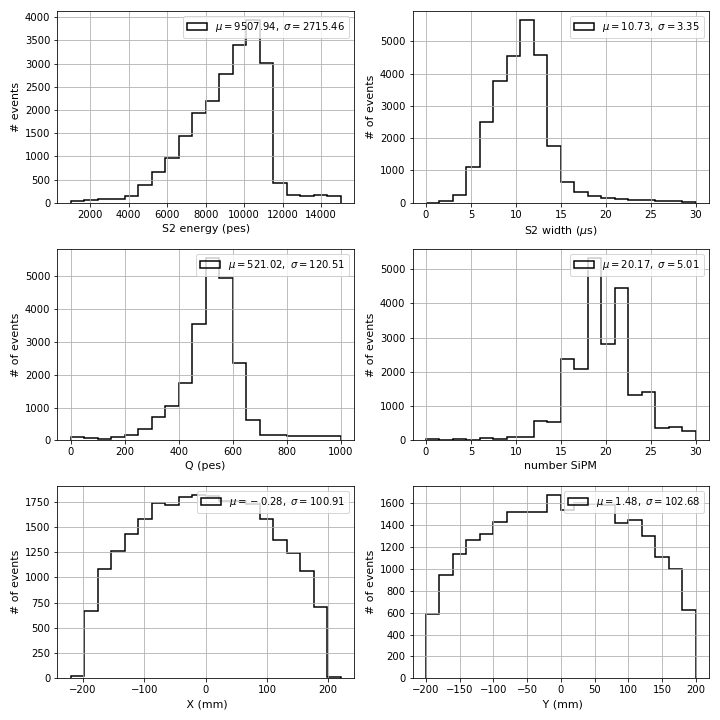 μ = 9507.94, σ = 2715.46
# events
4000
3500
3000
2500
2000
1500
1000
500
0
2000 4000 6000 8000 10000 12000 14000
S2 energy (pes)
μ = 10.73, σ = 3.35
# of events
5000
4000
3000
2000
1000
0
0 5 10 15 20 25 30
S2 width (μs)
μ = 521.02, σ = 120.51
# of events
5000
4000
3000
2000
1000
0
0 200 400 600 800 1000
Q (pes)
μ = 20.17, σ = 5.01
# of events
5000
4000
3000
2000
1000
0
0 5 10 15 20 25 30
number SiPM
μ = −0.28, σ = 100.91
# of events
1750
1500
1250
1000
750
500
250
0
−200 −100 0 100 200
X (mm)
μ = 1.48, σ = 102.68
# of events
1600
1400
1200
1000
800
600
400
200
0
−200 −150 −100 −50 0 50 100 150 200
Y (mm)